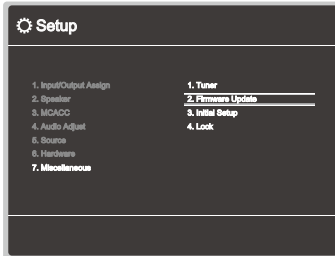 Setup
1. Input/Output Assign
2. Speaker
3. MCACC
4. Audio Adjust
5. Source
6. Hardware
7. Miscellaneous
1. Tuner
2. Firmware Update
3. Initial Setup
4. Lock